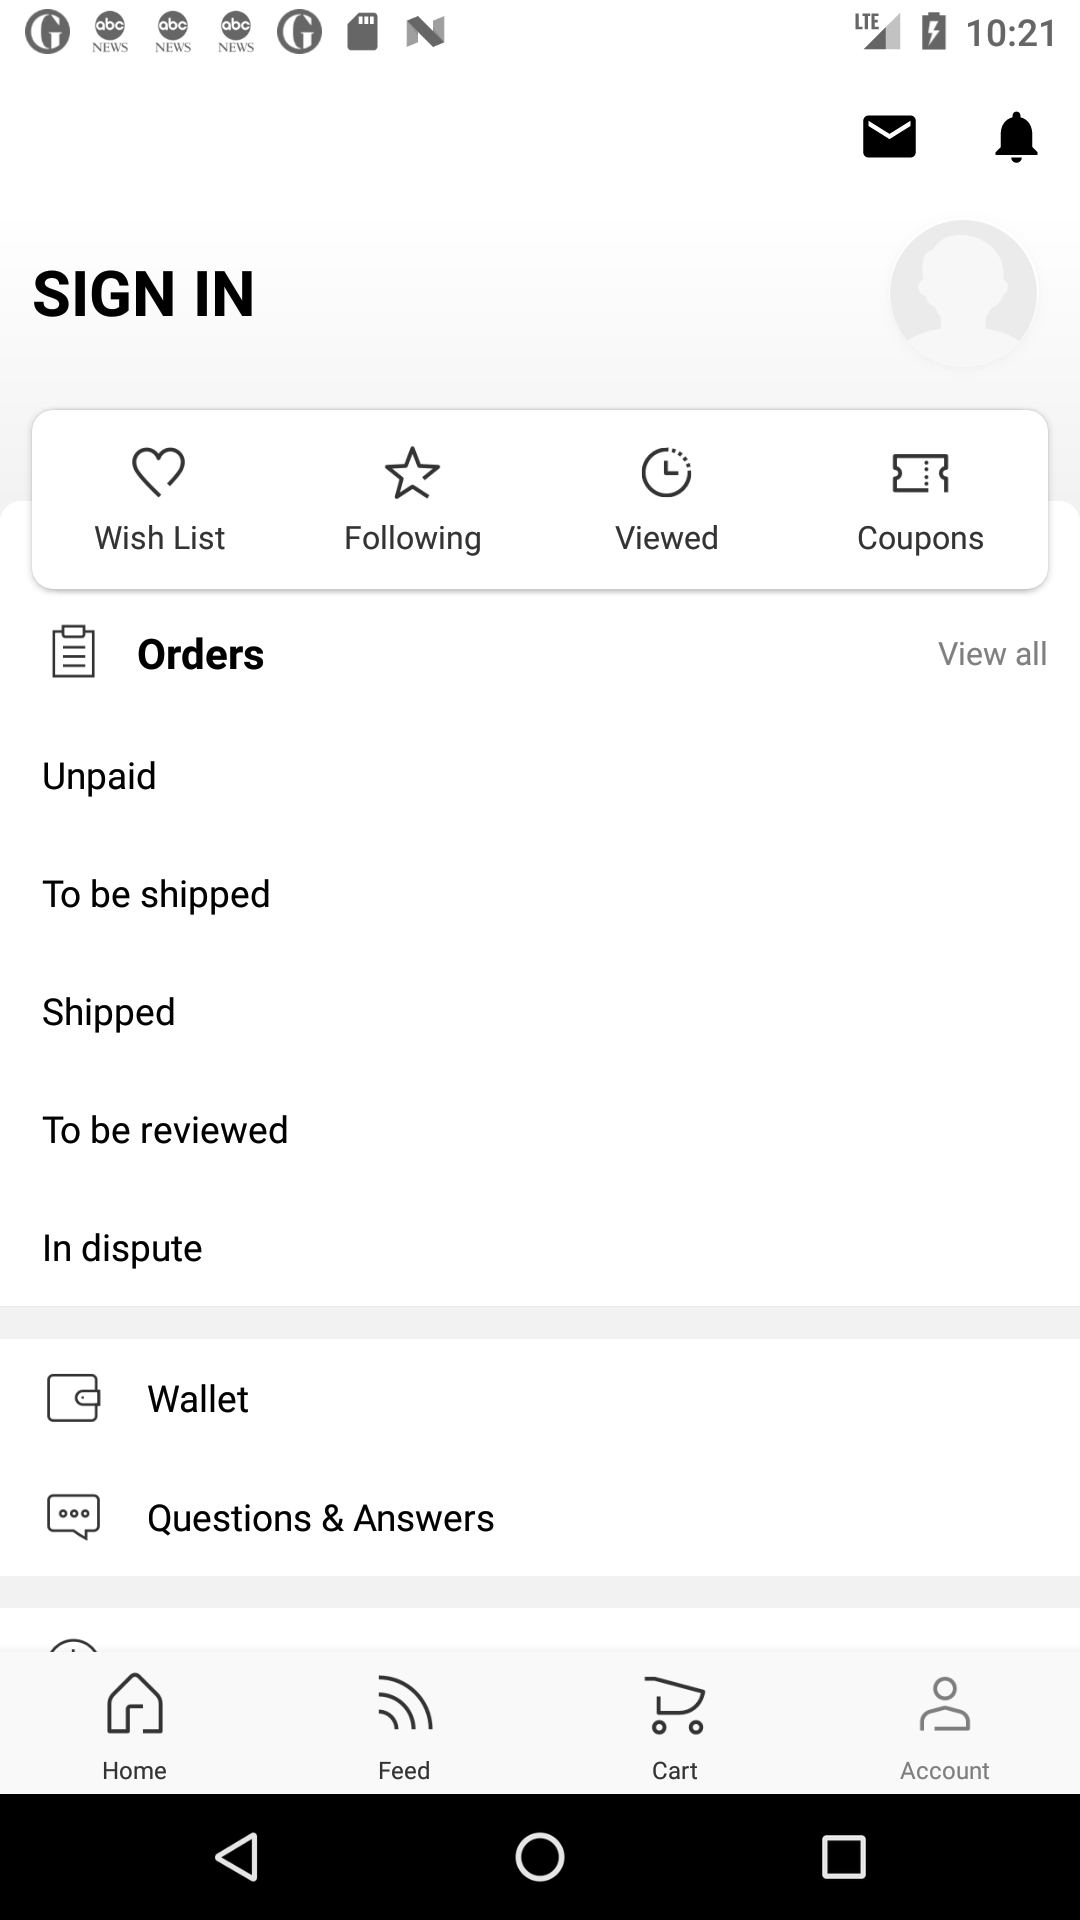 abc NEWS abc NEWS abc NEWS LTE 10:21
SIGN IN
Wish List Following Viewed Coupons
Orders View all
Unpaid
To be shipped
Shipped
To be reviewed
In dispute
Wallet
Questions & Answers
Home Feed Cart Account